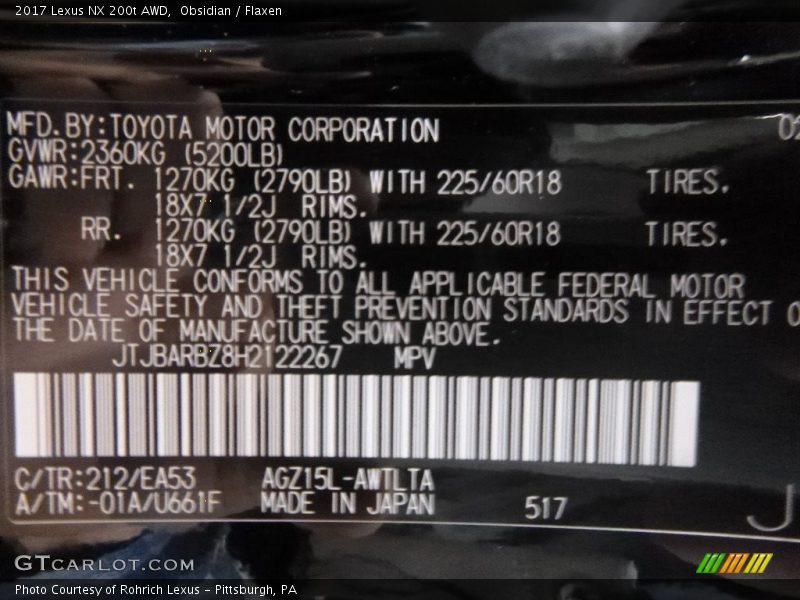 2017 Lexus NX 200t AWD, Obsidian / Flaxen
MFD.BY:TOYOTA MOTOR CORPORATION 02
GVWR:2360KG (5200LB)
GAWR:FRT. 1270KG (2790LB) WITH 225/60R18 TIRES.
18X7 1/2J RIMS.
RR. 1270KG (2790LB) WITH 225/60R18 TIRES.
18X7 1/2J RIMS.
THIS VEHICLE CONFORMS TO ALL APPLICABLE FEDERAL MOTOR
VEHICLE SAFETY AND THEFT PREVENTION STANDARDS IN EFFECT O
THE DATE OF MANUFACTURE SHOWN ABOVE.
JTJBARBZ8H2122267 MPV
C/TR:212/EA53 AGZ15L-AWTLTA
A/TM:-01A/U661F MADE IN JAPAN 517
J
GTCARLOT.COM
Photo Courtesy of Rohrich Lexus - Pittsburgh, PA